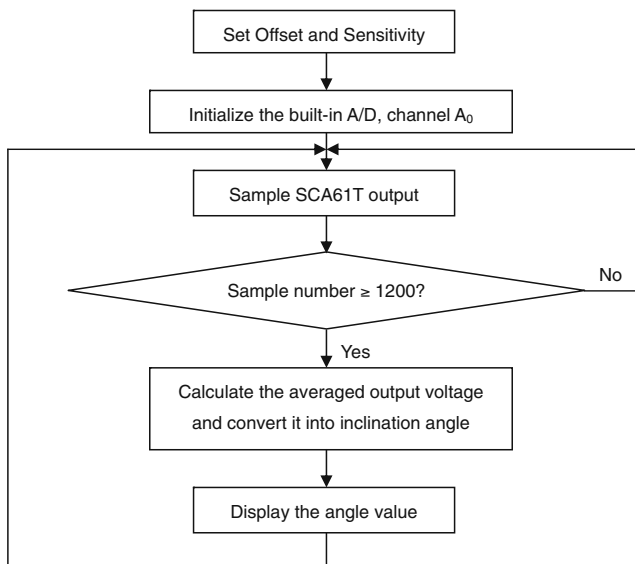 Set Offset and Sensitivity
Initialize the built-in A/D, channel A₀
Sample SCA61T output
Sample number ≥ 1200?
No
Yes
Calculate the averaged output voltage
and convert it into inclination angle
Display the angle value